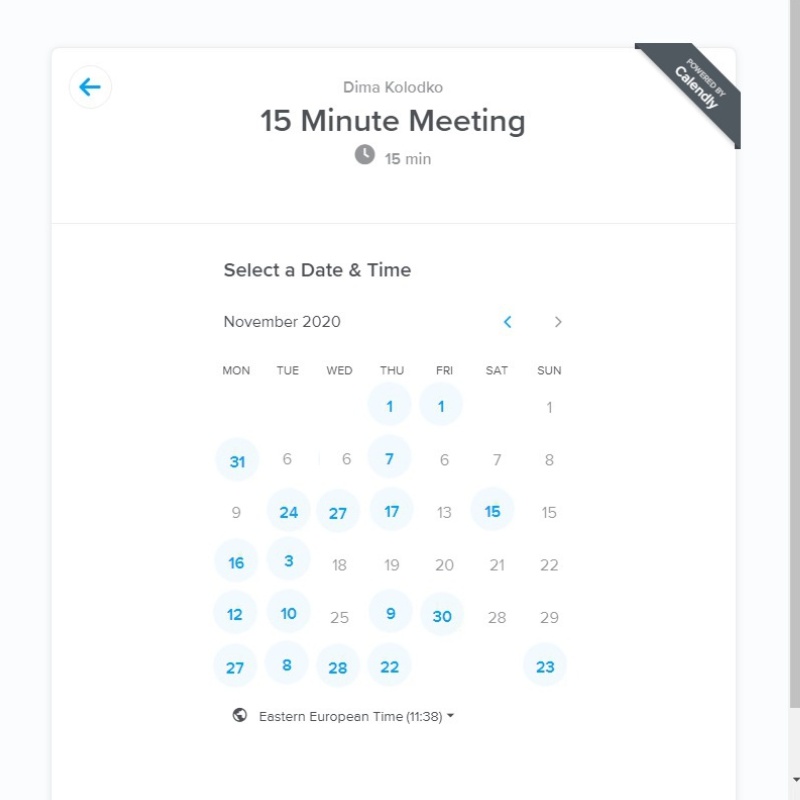 POWERED BY
Calendly
Dima Kolodko
15 Minute Meeting
15 min
Select a Date & Time
November 2020
MON TUE WED THU FRI SAT SUN
1 1 1
31 6 6 7 6 7 8
9 24 27 17 13 15 15
16 3 18 19 20 21 22
12 10 25 9 30 28 29
27 8 28 22 23
Eastern European Time (11:38)